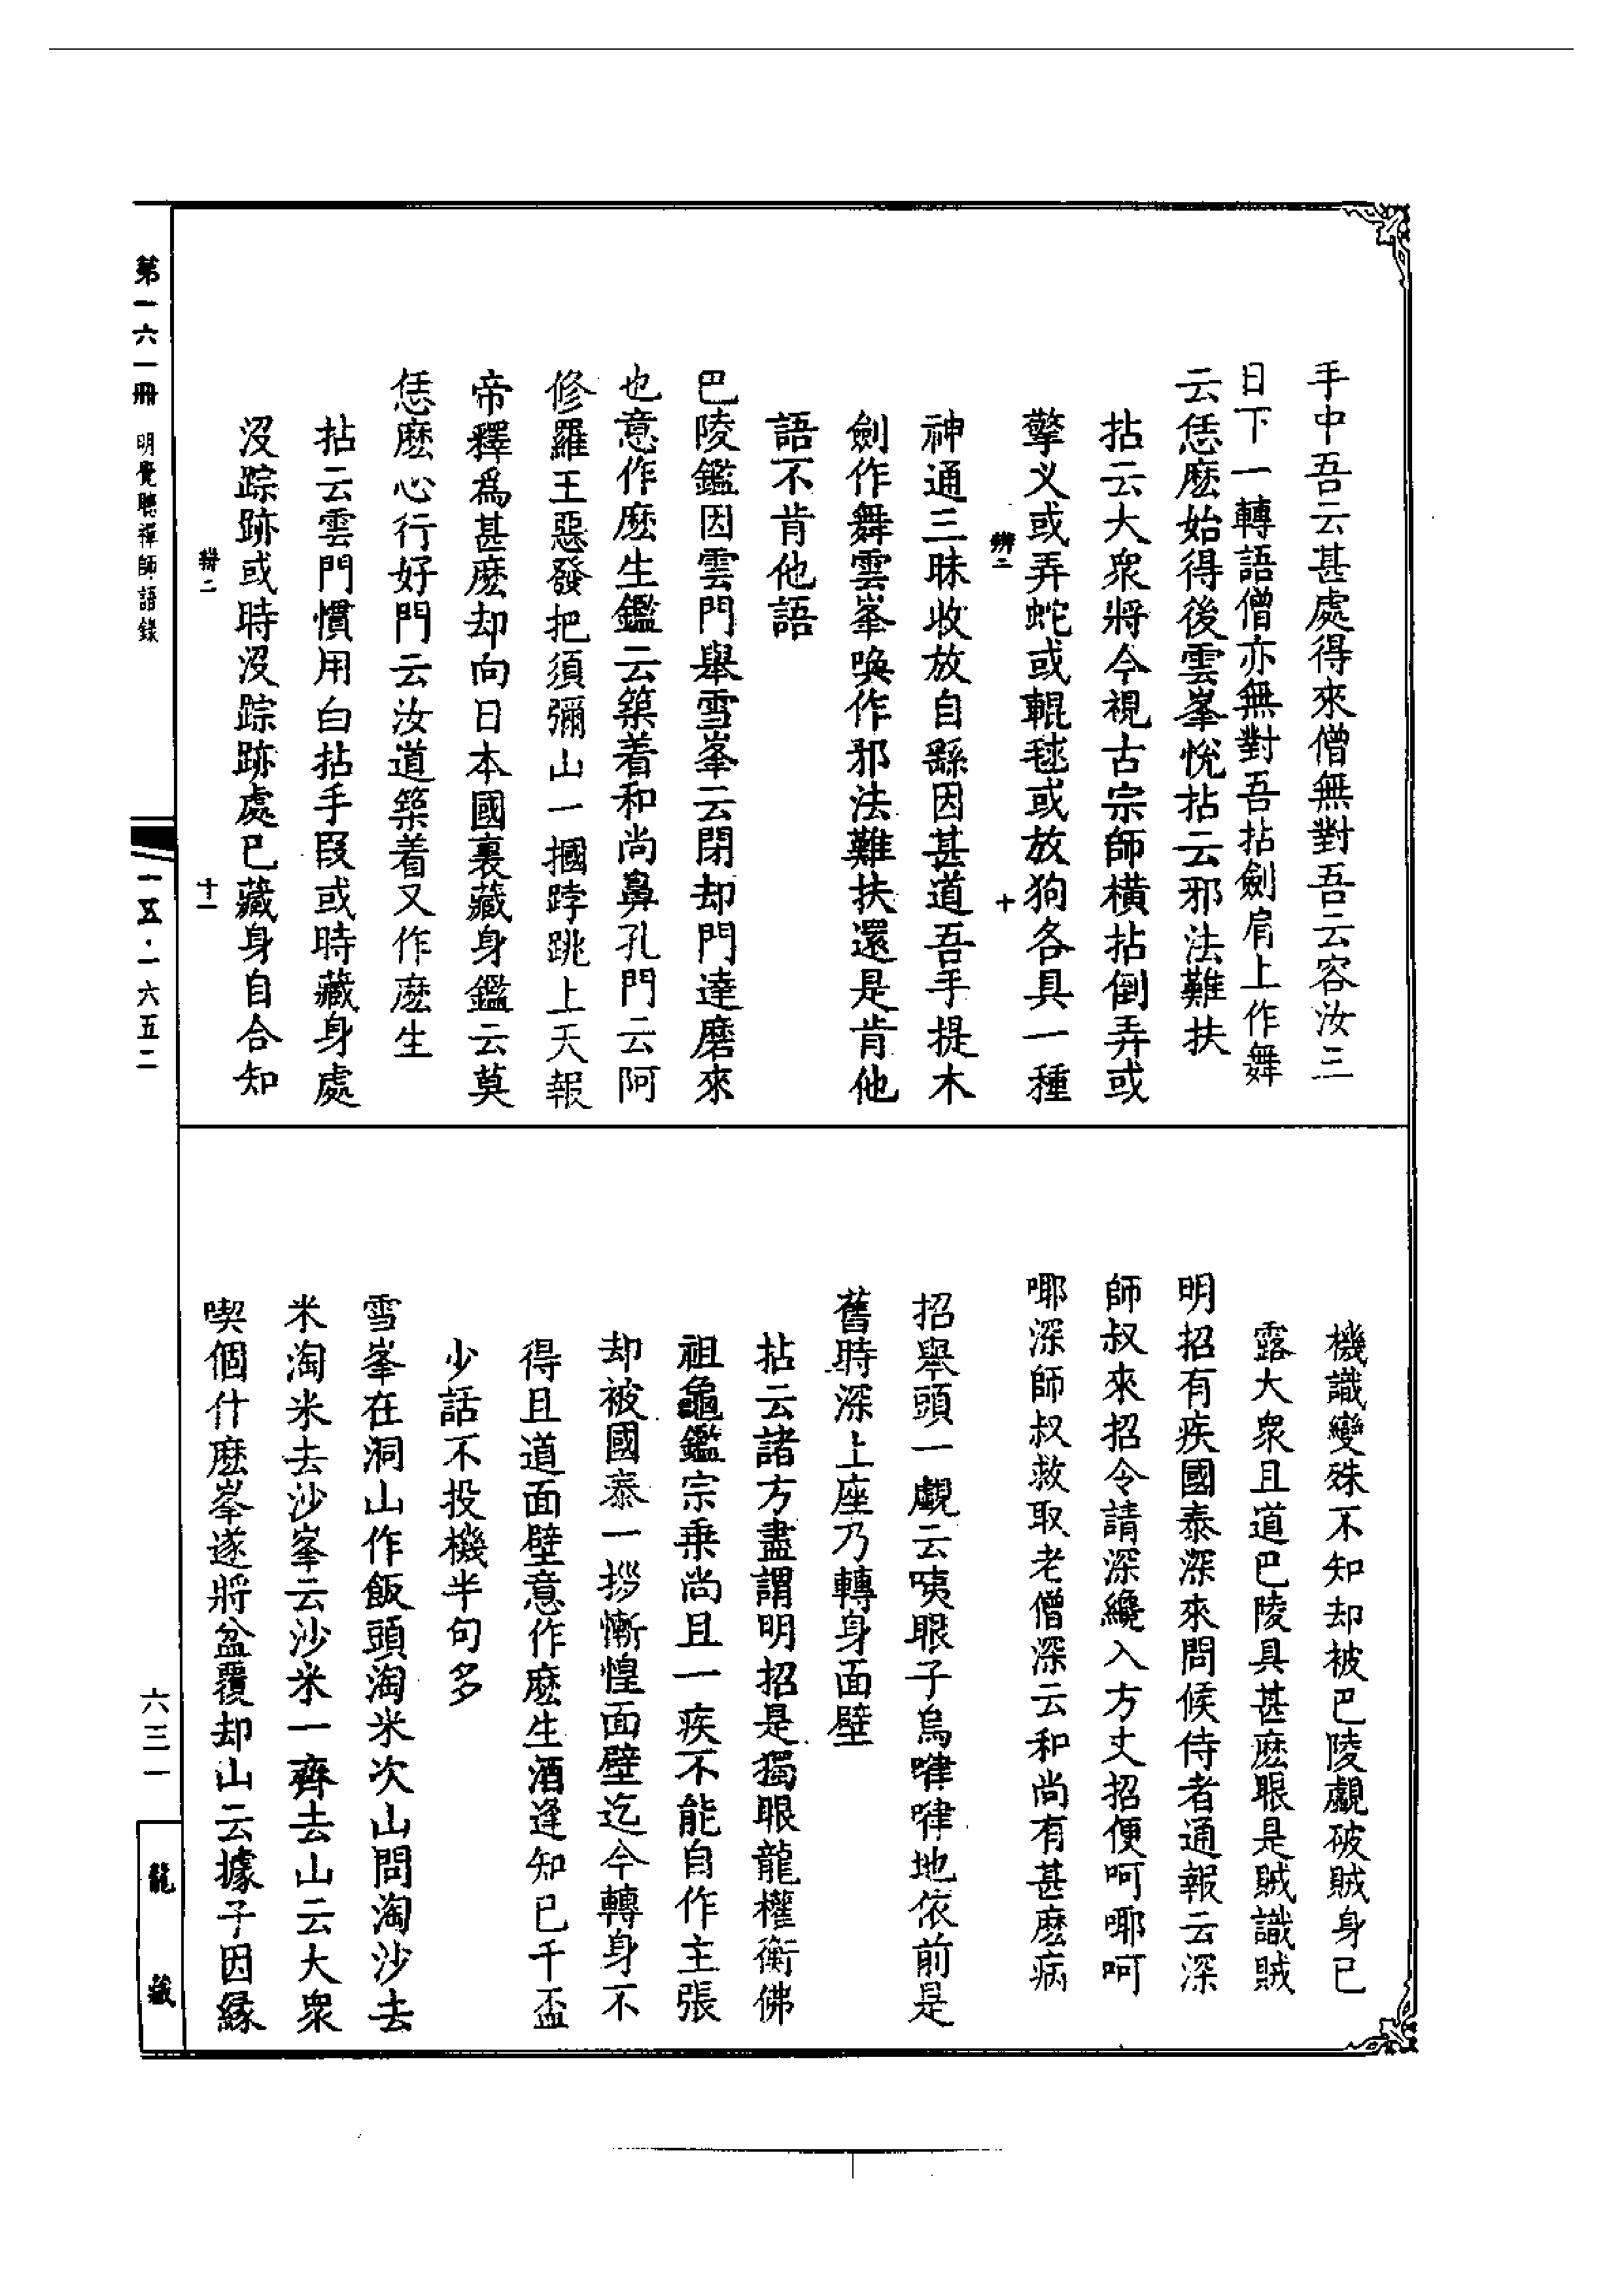 手中吾云甚處得來僧無對吾云容汝三
日下一轉語僧亦無對吾拈劍肩上作舞
云恁麽始得後雲峯悅拈云邪法難扶
拈云大衆將今視古宗師橫拈倒弄或
擎义或弄蛇或輥毬或放狗各具一種
辨二
十
神通三昧收放自繇因甚道吾手提木
劍作舞雲峯喚作邪法難扶還是肯他
語不肯他語
巴陵鑑因雲門舉雪峯云閉却門達磨來
也意作麽生鑑云築着和尚鼻孔門云阿
修羅王惡發把須彌山一摑踍跳上天報
帝釋爲甚麽却向日本國裏藏身鑑云莫
恁麽心行好門云汝道築着又作麽生
拈云雲門慣用白拈手段或時藏身處
沒踪跡或時沒踪跡處已藏身自合知
辨二
十一
機識變殊不知却被巴陵覷破賊身已
露大衆且道巴陵具甚麽眼是賊識賊
明招有疾國泰深來問候侍者通報云深
師叔來招令請深纔入方丈招便呵㖿呵
㖿深師叔救取老僧深云和尚有甚麽病
招舉頭一覷云咦眼子烏嘊嘊地依前是
舊時深上座乃轉身面壁
拈云諸方盡謂明招是獨眼龍權衡佛
祖龜鑑宗乗尚且一疾不能自作主張
却被國泰一拶慚惶面壁迄今轉身不
得且道面壁意作麽生酒逢知已千盃
少話不投機半句多
雪峯在洞山作飯頭淘米次山問淘沙去
米淘米去沙峯云沙米一齊去山云大衆
喫個什麽峯遂將盆覆却山云據子因緣
第一六一冊
明覺聰禪師語錄
一五·一六五二
六三一
龍藏